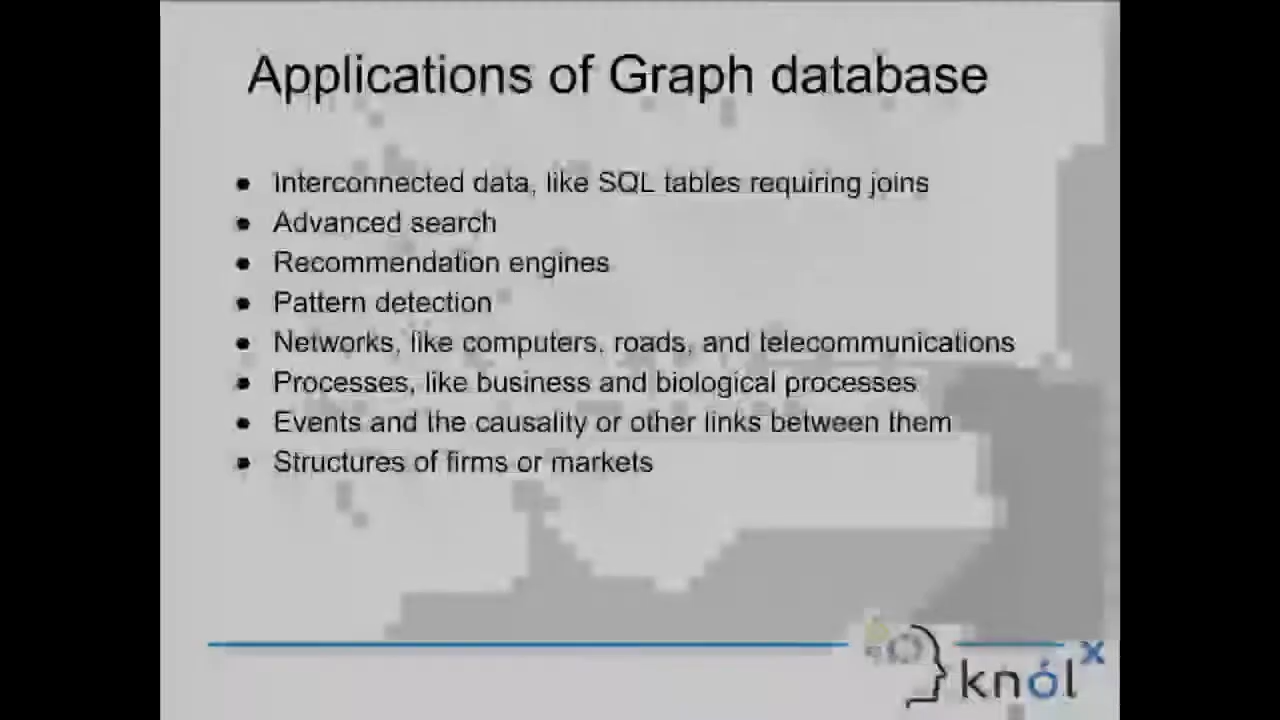 Applications of Graph database
● Interconnected data, like SQL tables requiring joins
● Advanced search
● Recommendation engines
● Pattern detection
● Networks, like computers, roads, and telecommunications
● Processes, like business and biological processes
● Events and the causality or other links between them
● Structures of firms or markets
knol x